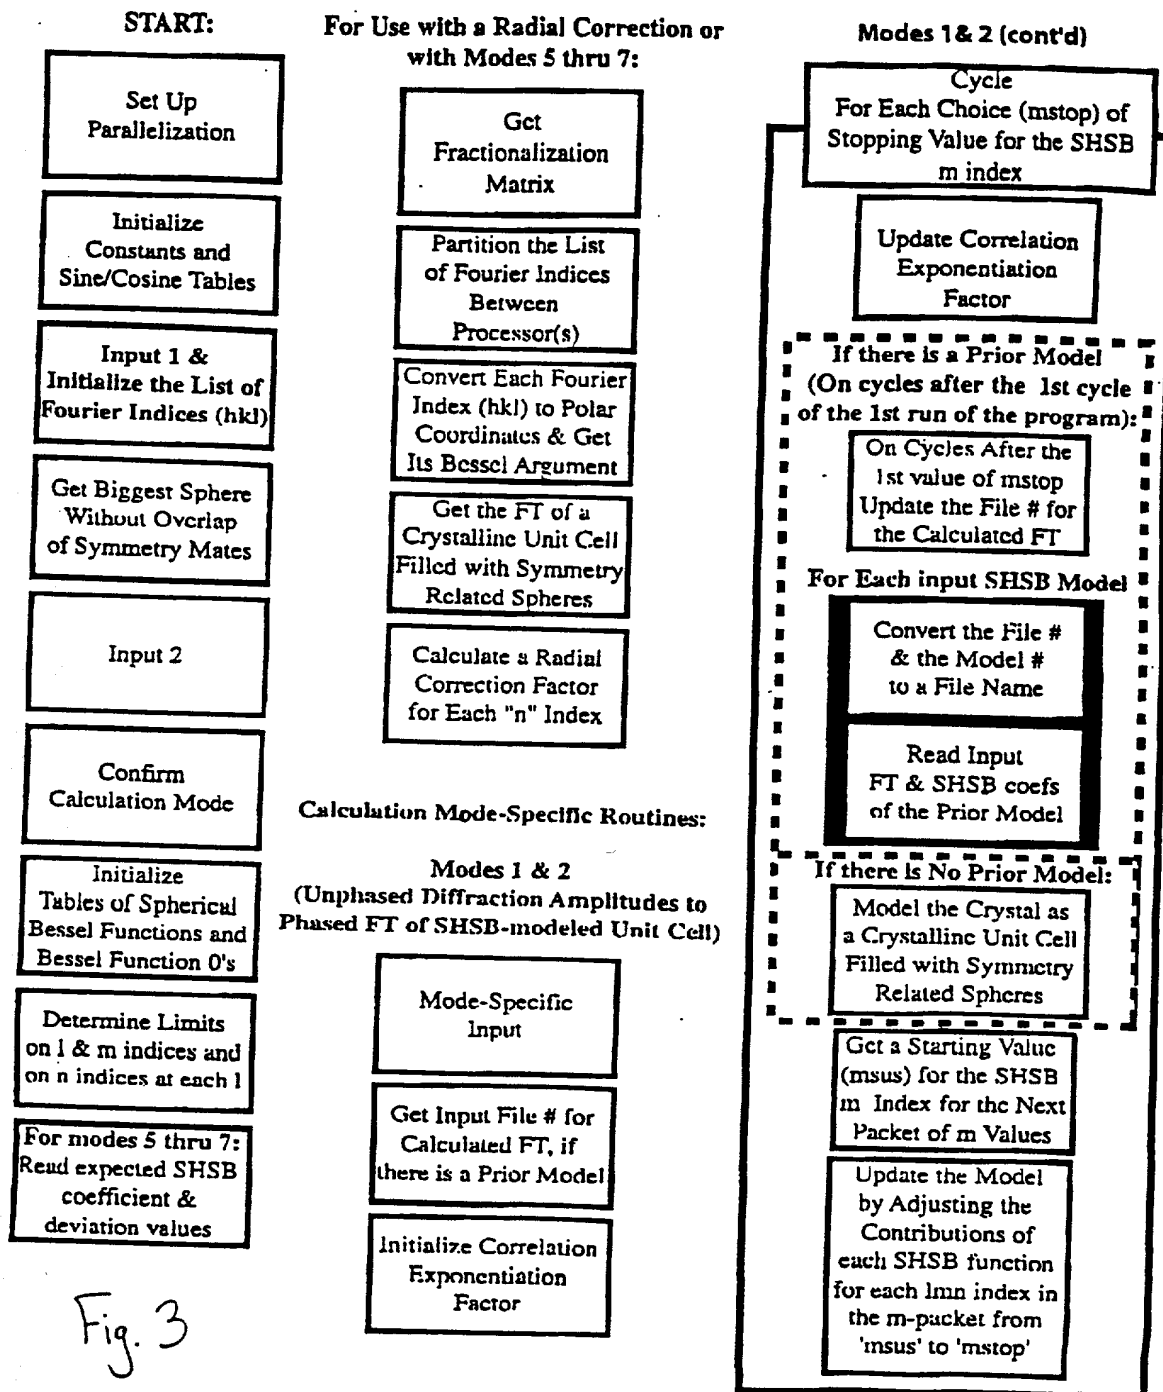 START:
Set Up
Parallelization
Initialize
Constants and
Sine/Cosine Tables
Input 1 &
Initialize the List of
Fourier Indices (hkl)
Get Biggest Sphere
Without Overlap
of Symmetry Mates
Input 2
Confirm
Calculation Mode
Initialize
Tables of Spherical
Bessel Functions and
Bessel Function 0's
Determine Limits
on l & m indices and
on n indices at each l
For modes 5 thru 7:
Read expected SHSB
coefficient &
deviation values
Fig. 3
For Use with a Radial Correction or
with Modes 5 thru 7:
Get
Fractionalization
Matrix
Partition the List
of Fourier Indices
Between
Processor(s)
Convert Each Fourier
Index (hkl) to Polar
Coordinates & Get
Its Bessel Argument
Get the FT of a
Crystalline Unit Cell
Filled with Symmetry
Related Spheres
Calculate a Radial
Correction Factor
for Each "n" Index
Calculation Mode-Specific Routines:
Modes 1 & 2
(Unphased Diffraction Amplitudes to
Phased FT of SHSB-modeled Unit Cell)
Mode-Specific
Input
Get Input File # for
Calculated FT, if
there is a Prior Model
Initialize Correlation
Exponentiation
Factor
Modes 1& 2 (cont'd)
Cycle
For Each Choice (mstop) of
Stopping Value for the SHSB
m index
Update Correlation
Exponentiation
Factor
If there is a Prior Model
(On cycles after the 1st cycle
of the 1st run of the program):
On Cycles After the
1st value of mstop
Update the File # for
the Calculated FT
For Each input SHSB Model
Convert the File #
& the Model #
to a File Name
Read Input
FT & SHSB coefs
of the Prior Model
If there is No Prior Model:
Model the Crystal as
a Crystalline Unit Cell
Filled with Symmetry
Related Spheres
Get a Starting Value
(msus) for the SHSB
m Index for the Next
Packet of m Values
Update the Model
by Adjusting the
Contributions of
each SHSB function
for each lmn index in
the m-packet from
'msus' to 'mstop'